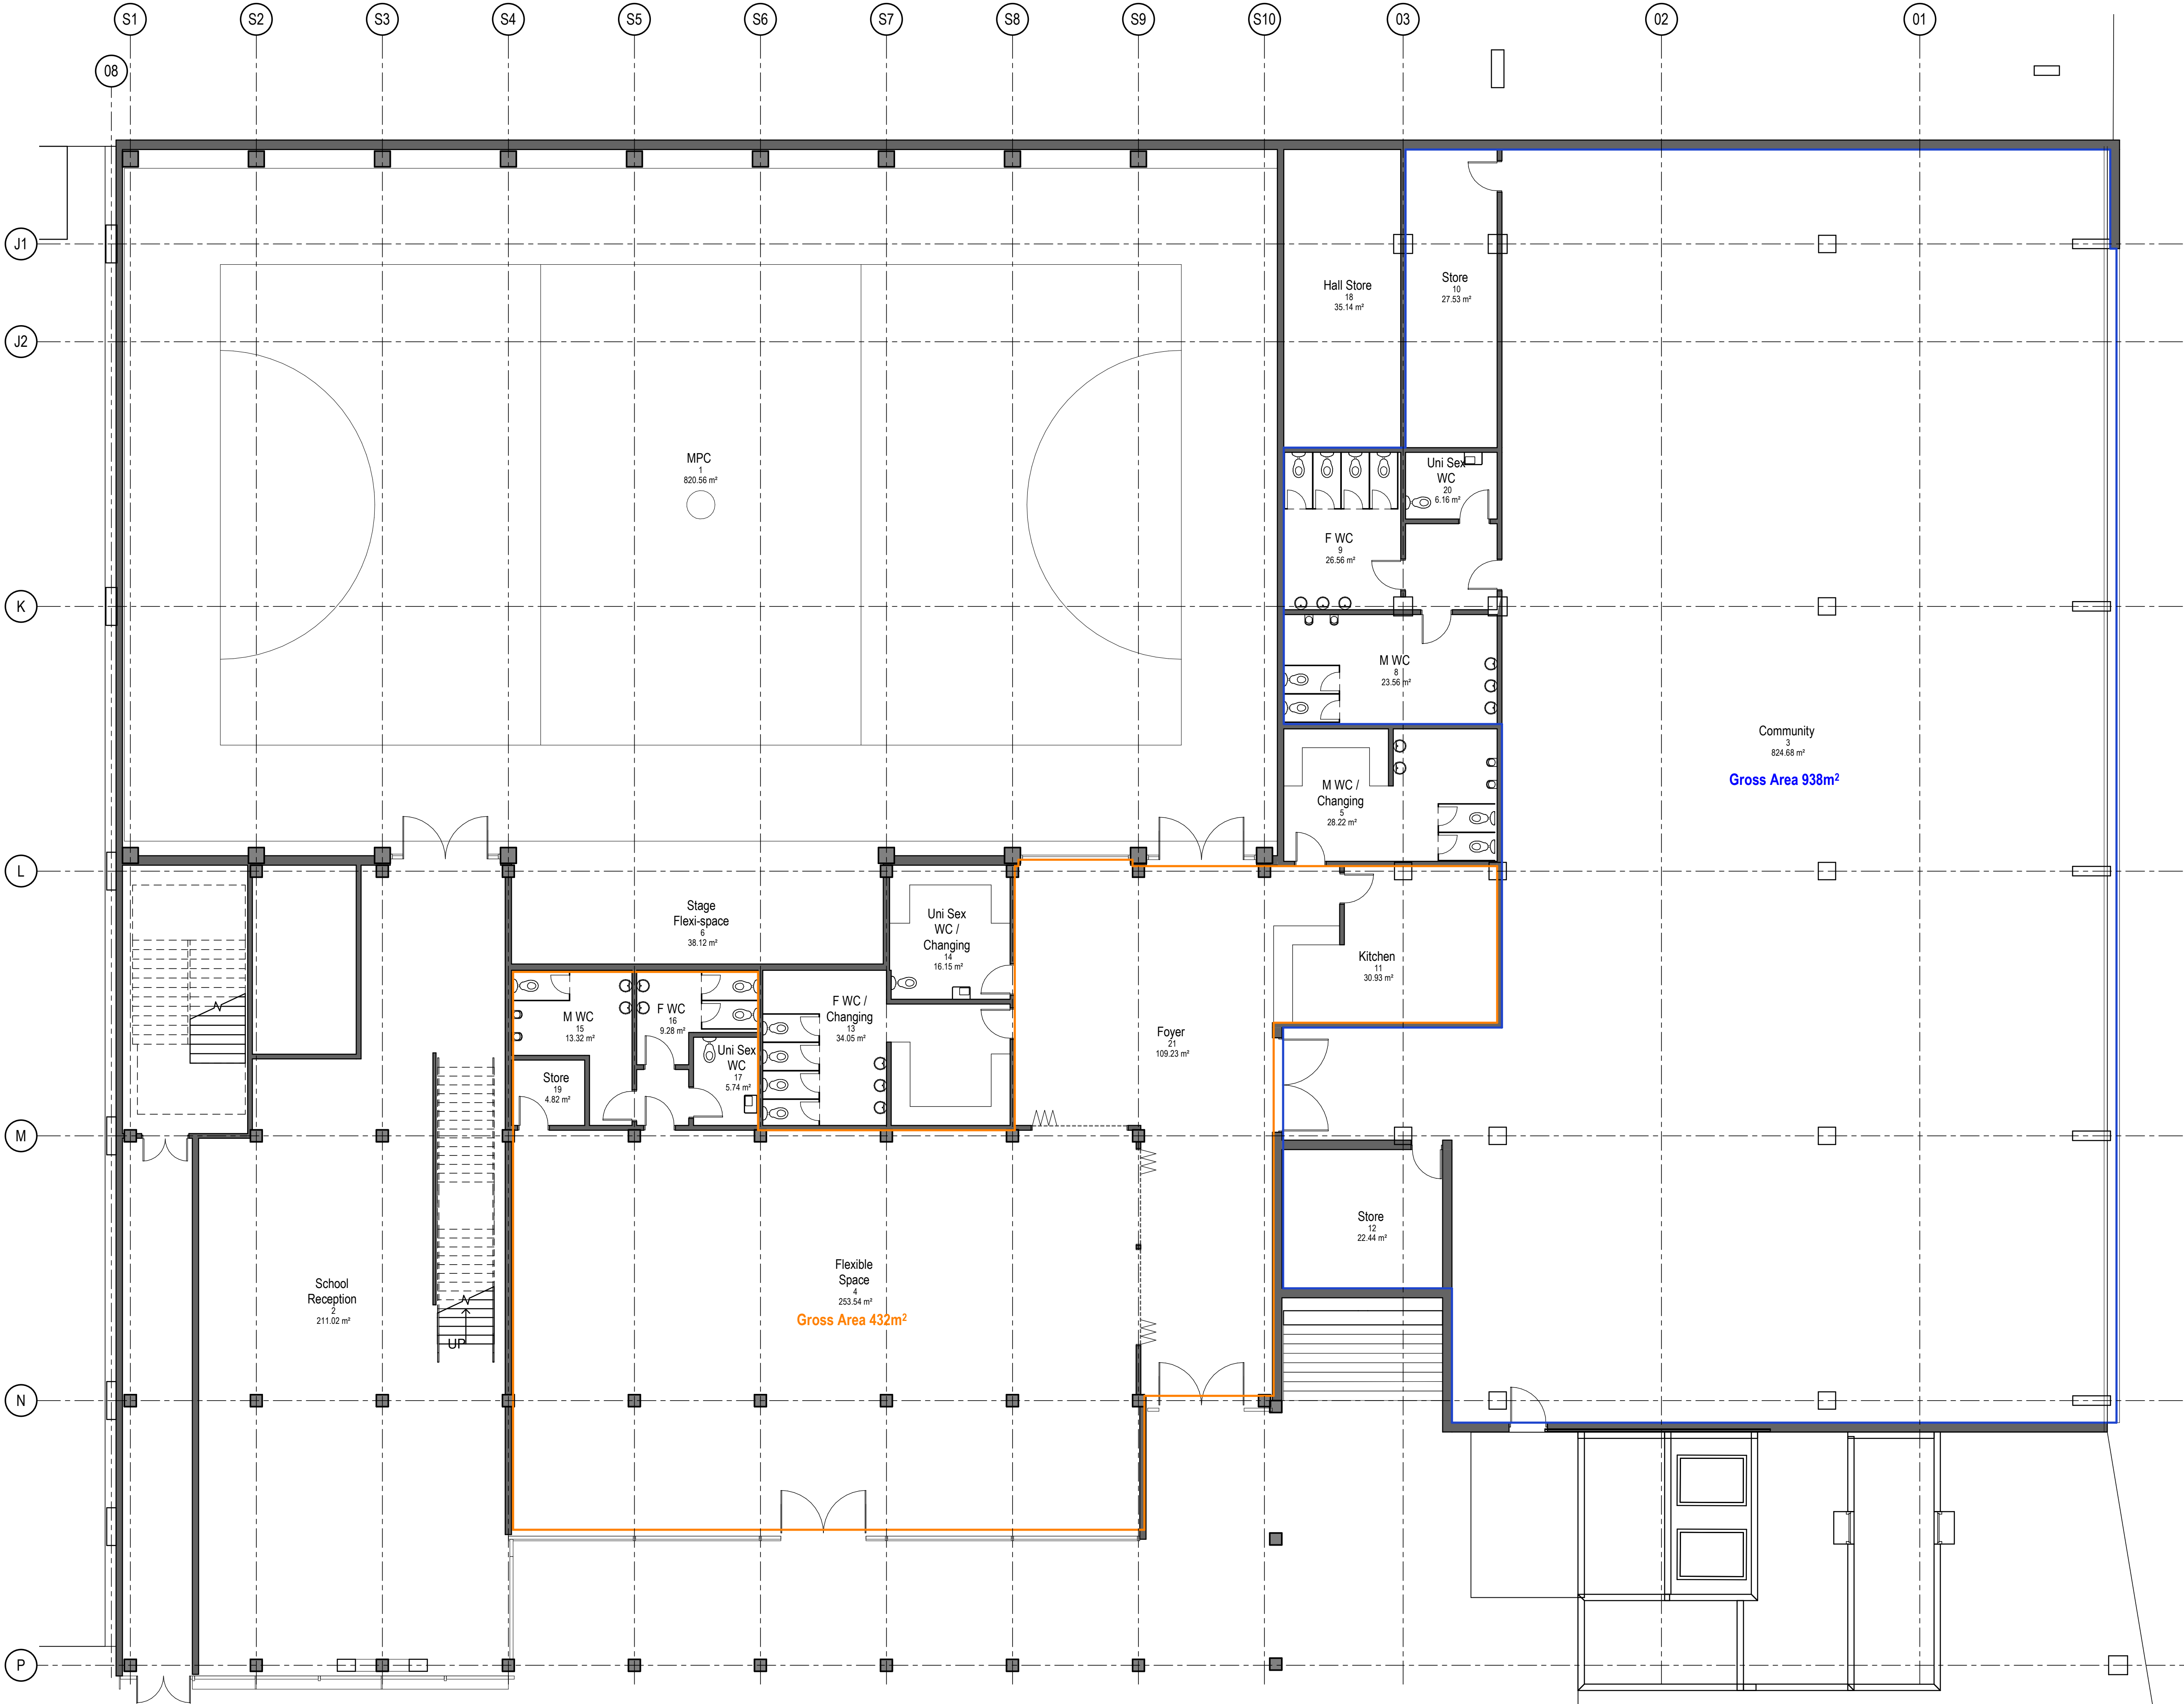 S1
S2
S3
S4
S5
S6
S7
S8
S9
S10
03
02
01
08
J1
J2
K
L
M
N
P
Hall Store
18
35.14 m²
Store
10
27.53 m²
MPC
1
820.56 m²
Uni Sex
WC
20
6.16 m²
F WC
9
26.56 m²
M WC
8
23.56 m²
Community
3
824.68 m²
Gross Area 938m²
M WC /
Changing
5
28.22 m²
Stage
Flexi-space
6
38.12 m²
Uni Sex
WC /
Changing
14
16.15 m²
Kitchen
11
30.93 m²
M WC
15
13.32 m²
F WC
16
9.28 m²
F WC /
Changing
13
34.05 m²
Foyer
21
109.23 m²
Uni Sex
WC
17
5.74 m²
Store
19
4.82 m²
Store
12
22.44 m²
School
Reception
2
211.02 m²
UP
Flexible
Space
4
253.54 m²
Gross Area 432m²